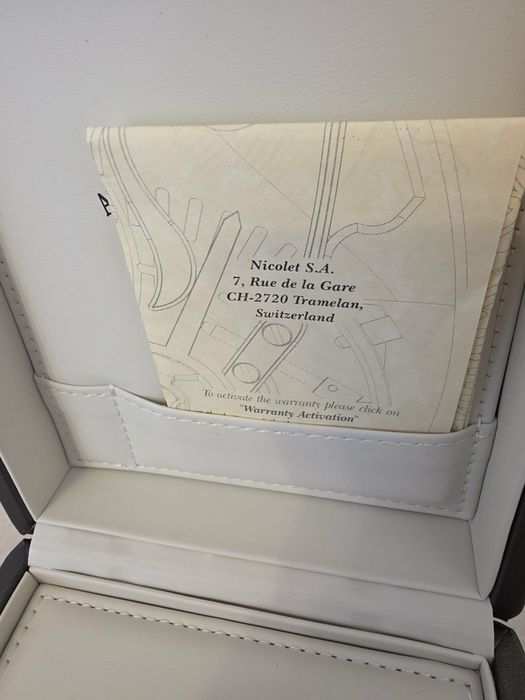 A
Nicolet S.A.
7, Rue de la Gare
CH-2720 Tramelan,
Switzerland
To activate the warranty please click on
"Warranty Activation"